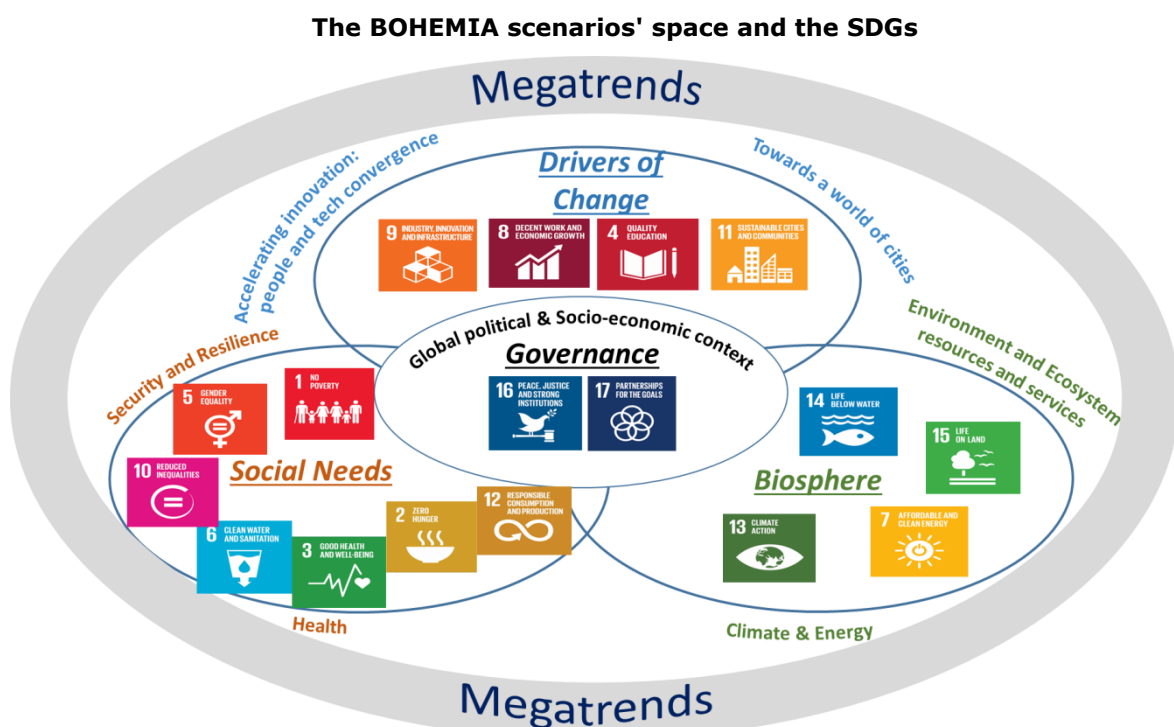 The BOHEMIA scenarios' space and the SDGs
Megatrends
Accelerating innovation:
people and tech convergence
Drivers of
Change
Towards a world of cities
9 INDUSTRY, INNOVATION
AND INFRASTRUCTURE
8 DECENT WORK AND
ECONOMIC GROWTH
4 QUALITY
EDUCATION
11 SUSTAINABLE CITIES
AND COMMUNITIES
Security and Resilience
Global political & Socio-economic context
Governance
16 PEACE, JUSTICE
AND STRONG
INSTITUTIONS
17 PARTNERSHIPS
FOR THE GOALS
Environment and Ecosystem
resources and services
5 GENDER
EQUALITY
1 NO
POVERTY
10 REDUCED
INEQUALITIES
Social Needs
6 CLEAN WATER
AND SANITATION
3 GOOD HEALTH
AND WELL-BEING
2 ZERO
HUNGER
12 RESPONSIBLE
CONSUMPTION
AND PRODUCTION
Health
14 LIFE
BELOW WATER
15 LIFE
ON LAND
Biosphere
13 CLIMATE
ACTION
7 AFFORDABLE AND
CLEAN ENERGY
Climate & Energy
Megatrends